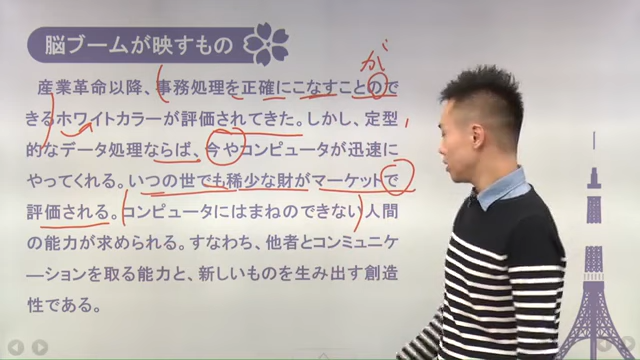 脳ブームが映すもの
が
産業革命以降、事務処理を正確にこなすことので
きるホワイトカラーが評価されてきた。しかし、定型
的なデータ処理ならば、今やコンピュータが迅速に
やってくれる。いつの世でも稀少な財がマーケットで
評価される。コンピュータにはまねのできない人間
の能力が求められる。すなわち、他者とコミュニケ
―ションを取る能力と、新しいものを生み出す創造
性である。